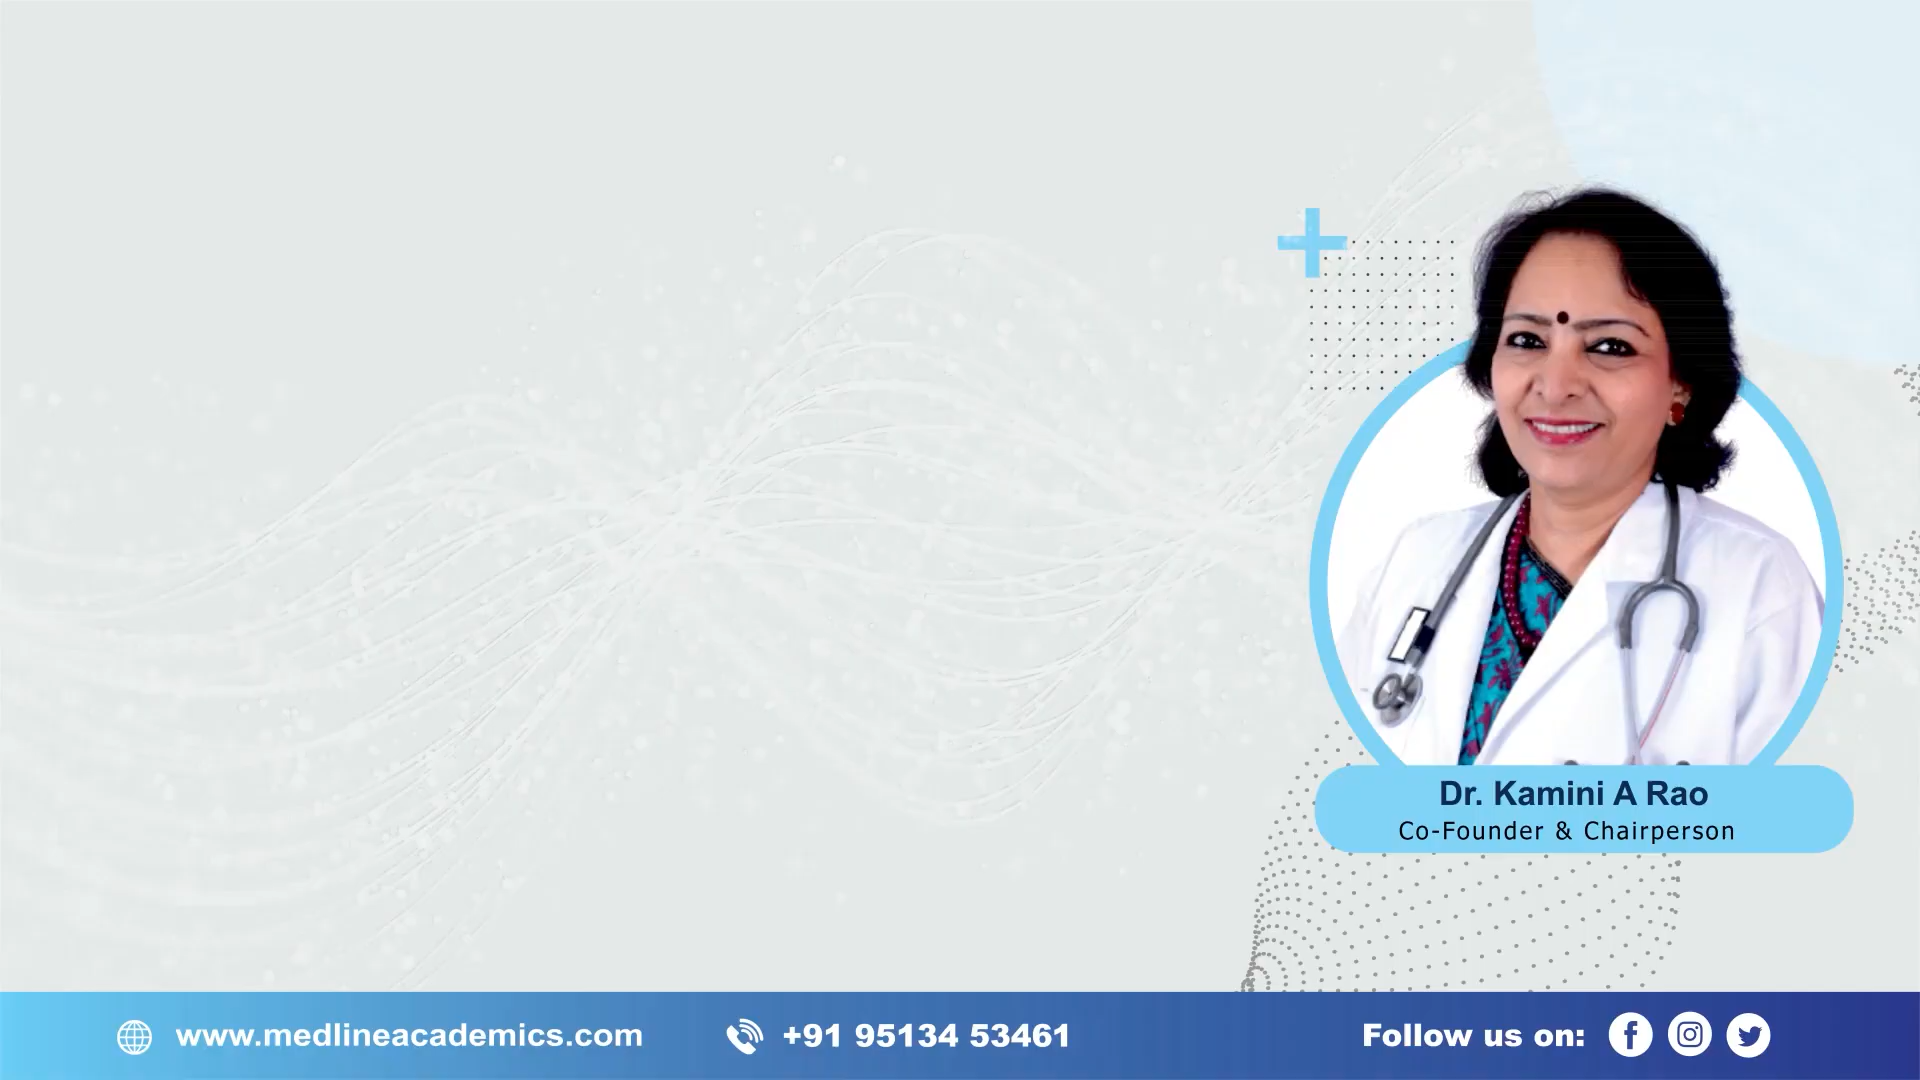 Dr. Kamini A Rao
Co-Founder & Chairperson
www.medlineacademics.com
+91 95134 53461
Follow us on: